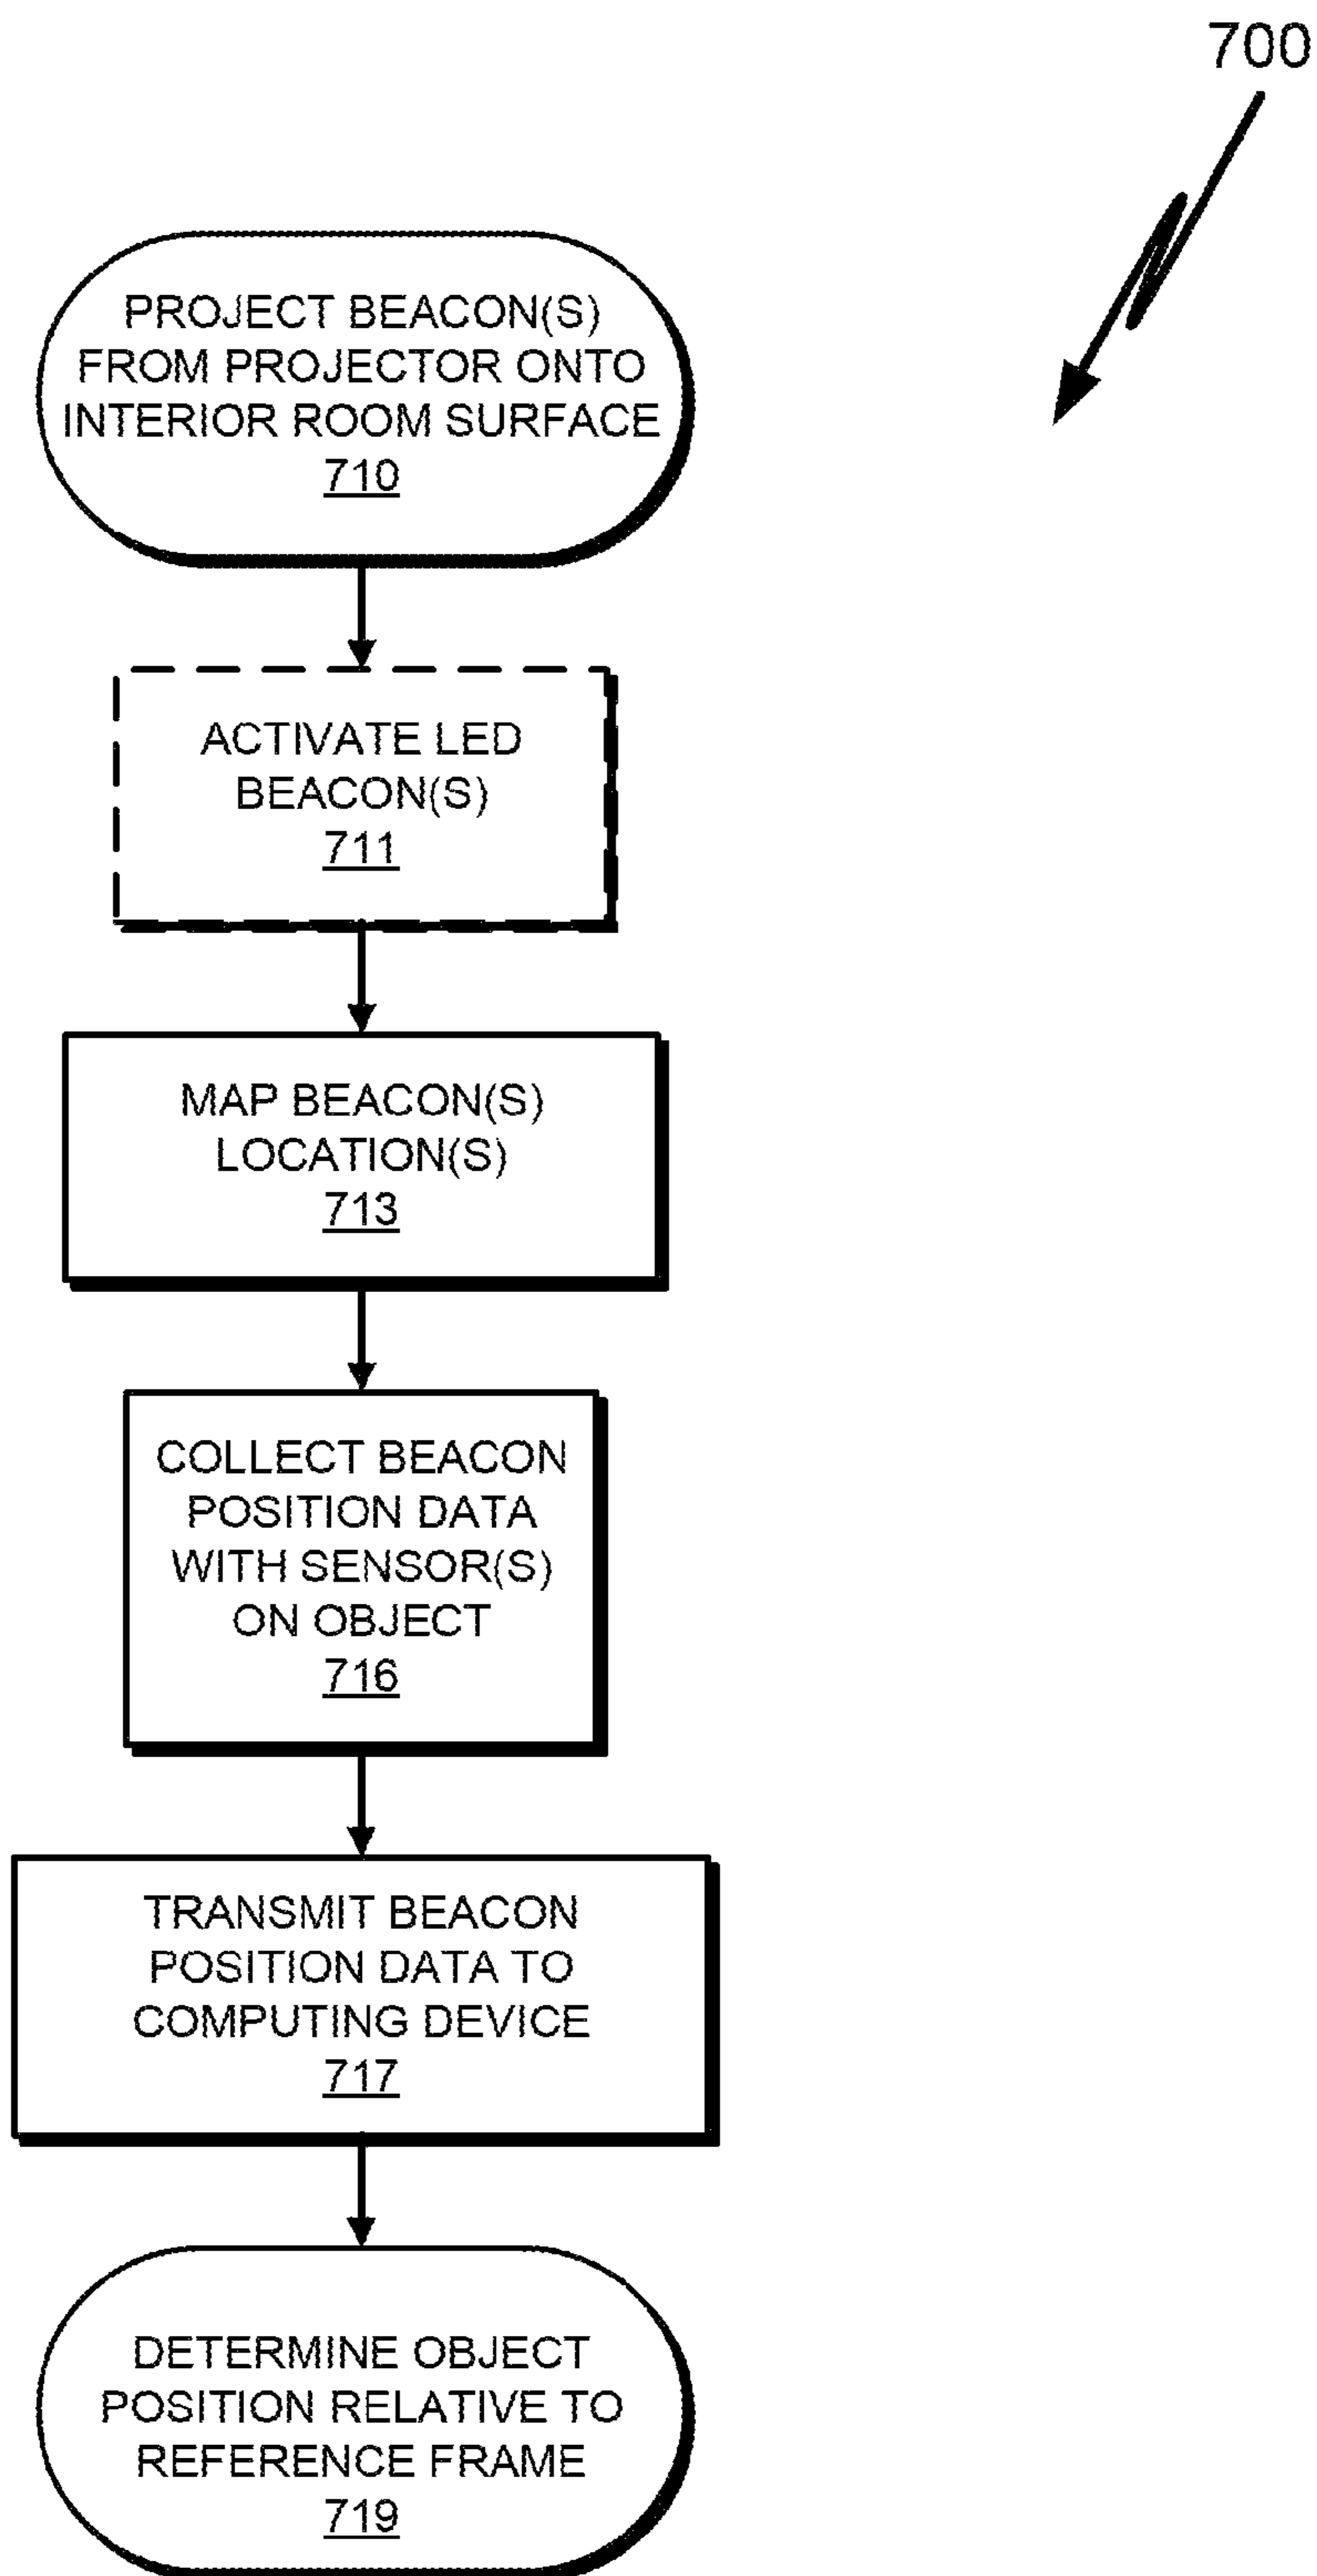 700
PROJECT BEACON(S)
FROM PROJECTOR ONTO
INTERIOR ROOM SURFACE
710
ACTIVATE LED
BEACON(S)
711
MAP BEACON(S)
LOCATION(S)
713
COLLECT BEACON
POSITION DATA
WITH SENSOR(S)
ON OBJECT
716
TRANSMIT BEACON
POSITION DATA TO
COMPUTING DEVICE
717
DETERMINE OBJECT
POSITION RELATIVE TO
REFERENCE FRAME
719